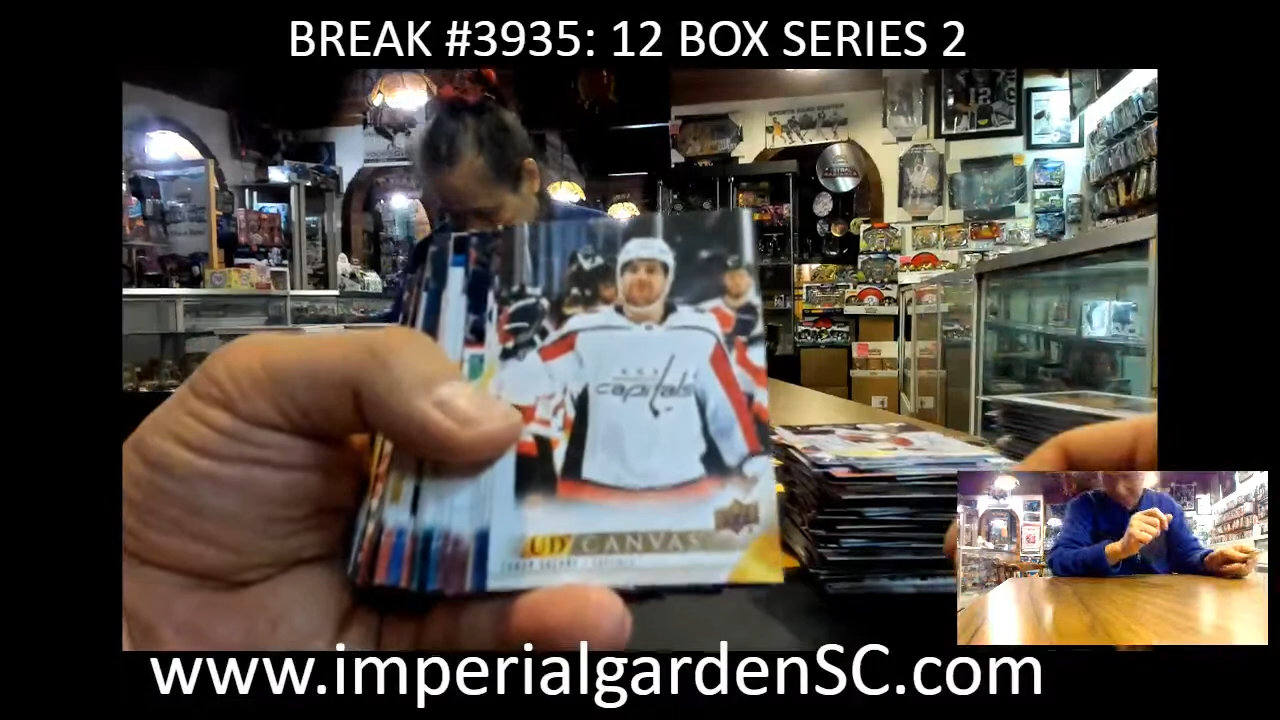 BREAK #3935: 12 BOX SERIES 2
capitals
UD CANVAS
www.imperialgardenSC.com